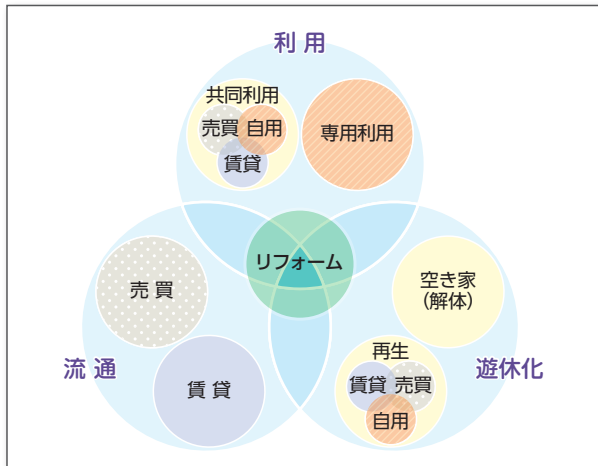 利 用
共同利用
売買 自用
賃貸
専用利用
リフォーム
売 買
賃 貸
流 通
空き家
(解体)
再生
賃貸 売買
自用
遊休化